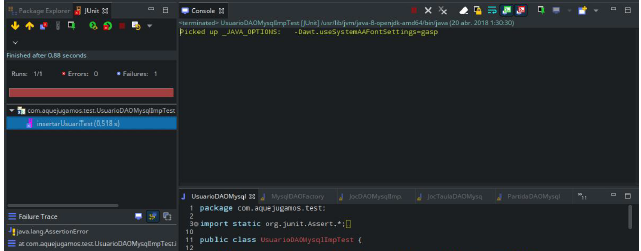 Package Explorer
JUnit
Finished after 0,88 seconds
Runs: 1/1
Errors: 0
Failures: 1
com.aquejugamos.test.UsuarioDAOMysqlImpTest
insertarUsuariTest (0,518 s)
Failure Trace
java.lang.AssertionError
at com.aquejugamos.test.UsuarioDAOMysqlImpTest.i
Console
<terminated> UsuarioDAOMysqlImpTest [JUnit] /usr/lib/jvm/java-8-openjdk-amd64/bin/java (20 abr. 2018 1:30:30)
Picked up _JAVA_OPTIONS: -Dawt.useSystemAAFontSettings=gasp
UsuarioDAOMysql
MysqlDAOFactory
JocDAOMysqlImp
JocTaulaDAOMysq
PartidaDAOMysql
11
1 package com.aquejugamos.test;
2
3 import static org.junit.Assert.*;
10
11 public class UsuarioDAOMysqlImpTest {
12